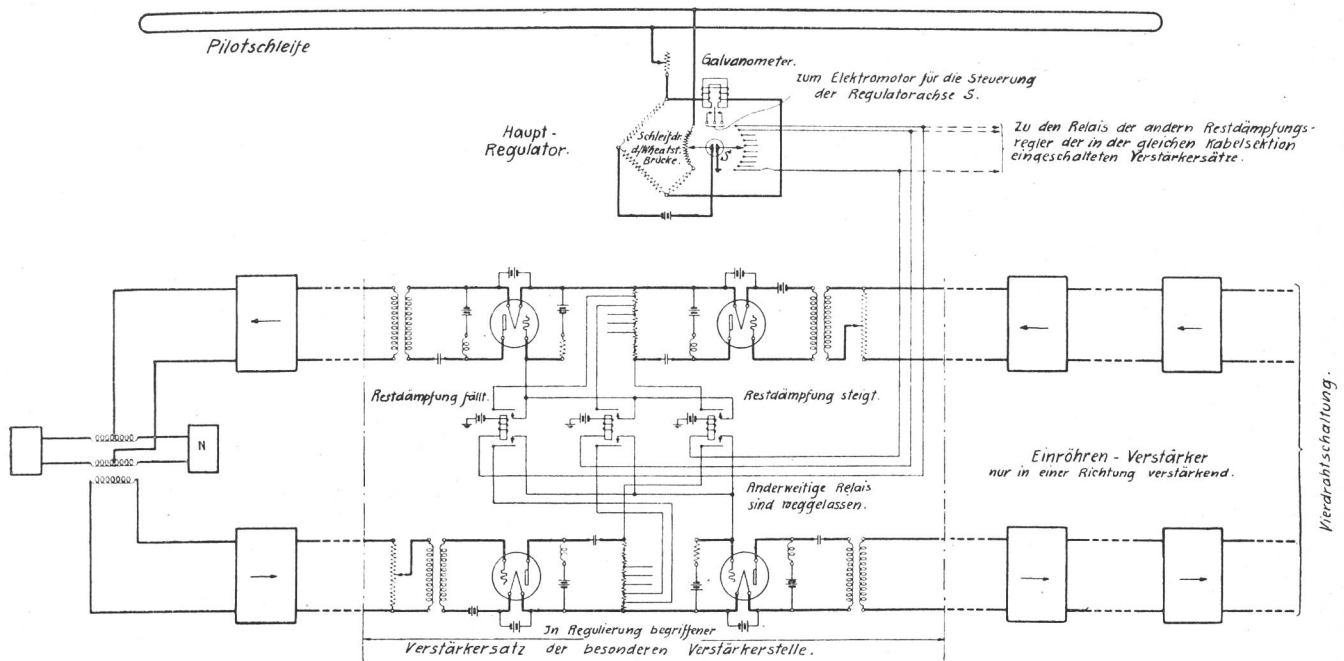 Pilotschleife
Galvanometer.
zum Elektromotor für die Steuerung
der Regulatorachse S.
Haupt-
Regulator.
Schleifdr.
d/Wheatst.
Brücke.
S
Zu den Relais der andern Restdämpfungs-
regler der in der gleichen Kabelsektion
eingeschalteten Verstärkersätze.
Restdämpfung fällt.
Restdämpfung steigt.
N
Einröhren-Verstärker
nur in einer Richtung verstärkend.
Anderweitige Relais
sind weggelassen.
Vierdrahtschaltung.
In Regulierung begriffener
Verstärkersatz der besonderen Verstärkerstelle.